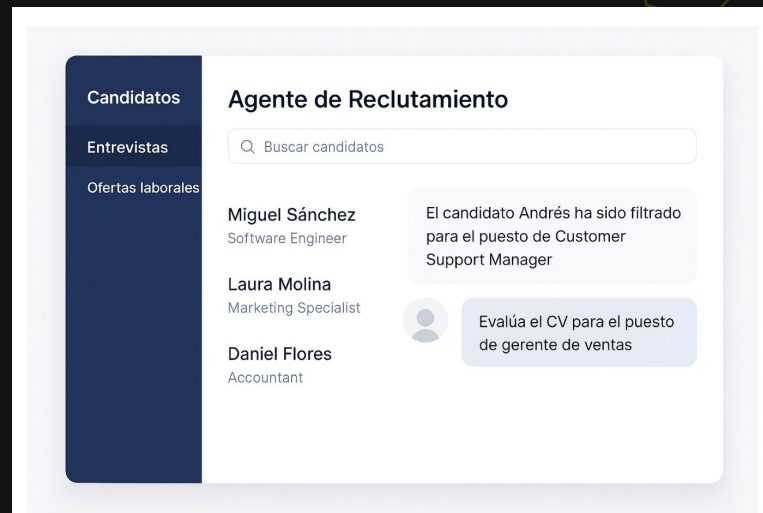 Candidatos
Entrevistas
Ofertas laborales
Agente de Reclutamiento
Buscar candidatos
Miguel Sánchez
Software Engineer
Laura Molina
Marketing Specialist
Daniel Flores
Accountant
El candidato Andrés ha sido filtrado
para el puesto de Customer
Support Manager
Evalúa el CV para el puesto
de gerente de ventas